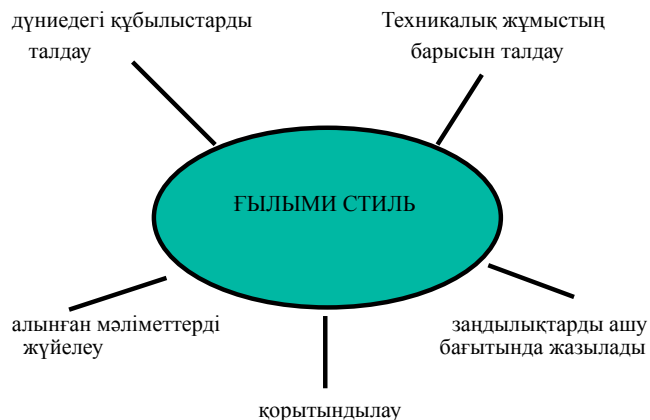 дүниедегі құбылыстарды
талдау
Техникалық жұмыстың
барысын талдау
ҒЫЛЫМИ СТИЛЬ
алынған мәліметтерді
жүйелеу
заңдылықтарды ашу
бағытында жазылады
қорытындылау